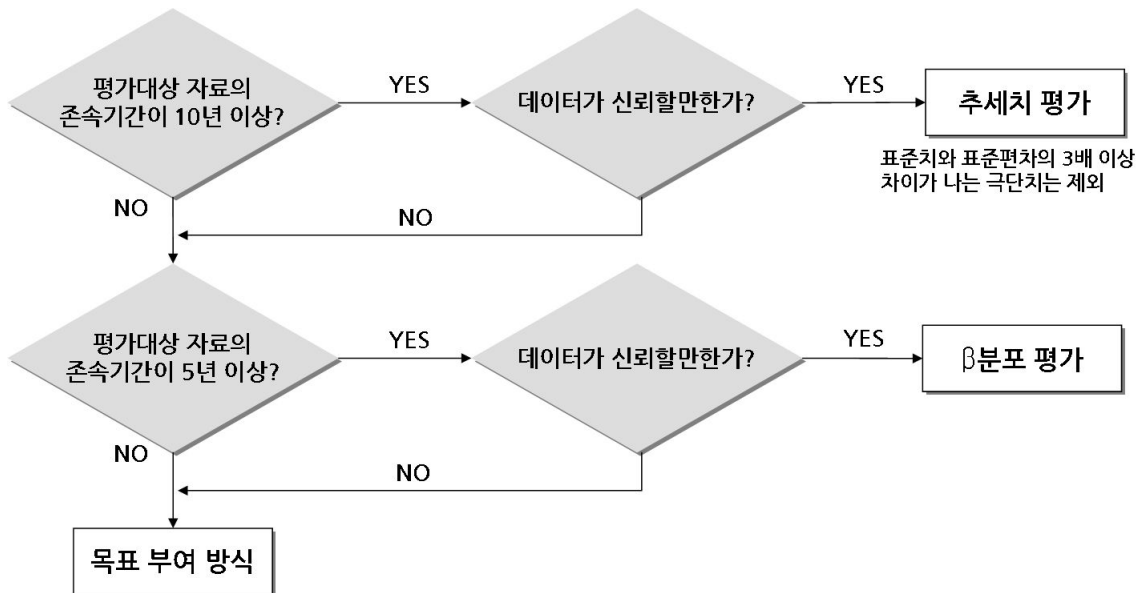 평가대상 자료의
존속기간이 10년 이상?
YES
데이터가 신뢰할만한가?
YES
추세치 평가
표준치와 표준편차의 3배 이상
차이가 나는 극단치는 제외
NO
NO
평가대상 자료의
존속기간이 5년 이상?
YES
데이터가 신뢰할만한가?
YES
β분포 평가
NO
NO
목표 부여 방식